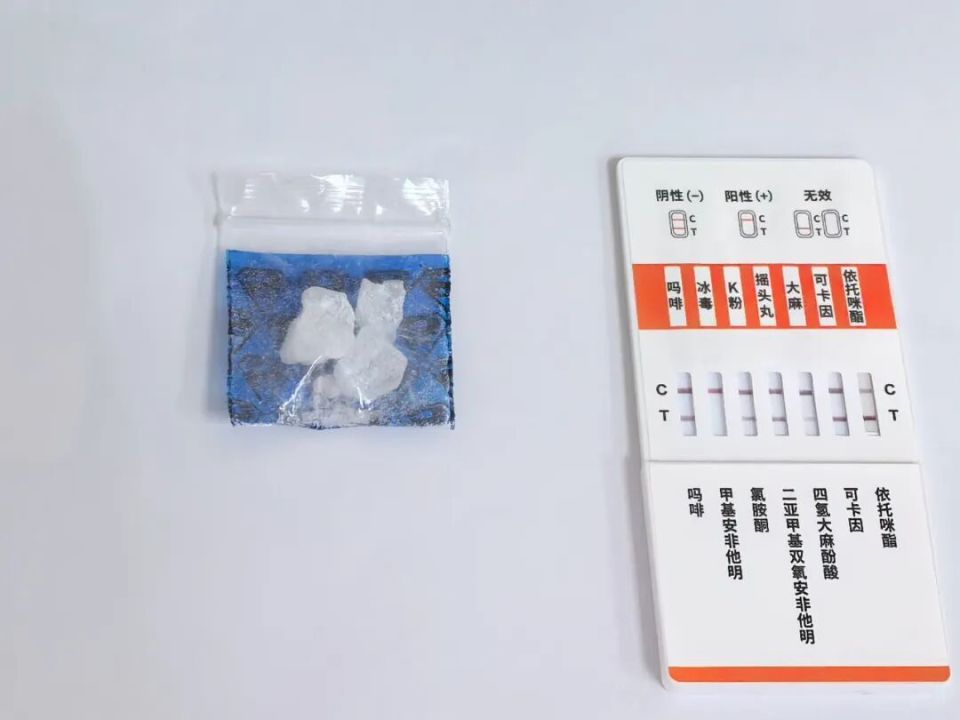 阴性(-) 阳性(+) 无效
C T C T C T C T
吗啡 冰毒 K粉 摇头丸 大麻 可卡因 依托咪酯
C C
T T
吗啡
甲基安非他明
氯胺酮
二亚甲基双氧安非他明
四氢大麻酚酸
可卡因
依托咪酯